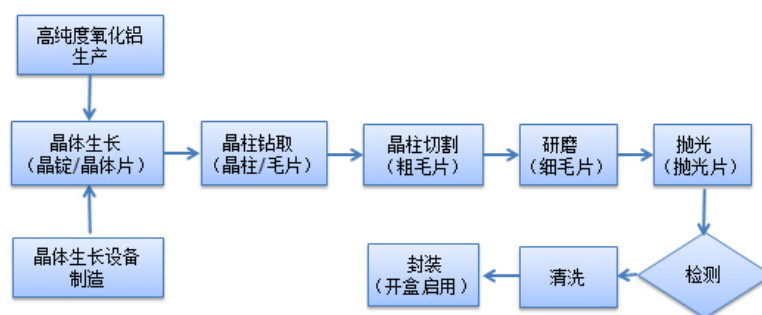 高纯度氧化铝
生产
晶体生长
（晶锭/晶体片）
晶柱钻取
（晶柱/毛片）
晶柱切割
（粗毛片）
研磨
（细毛片）
抛光
（抛光片）
晶体生长设备
制造
封装
（开盒启用）
清洗
检测